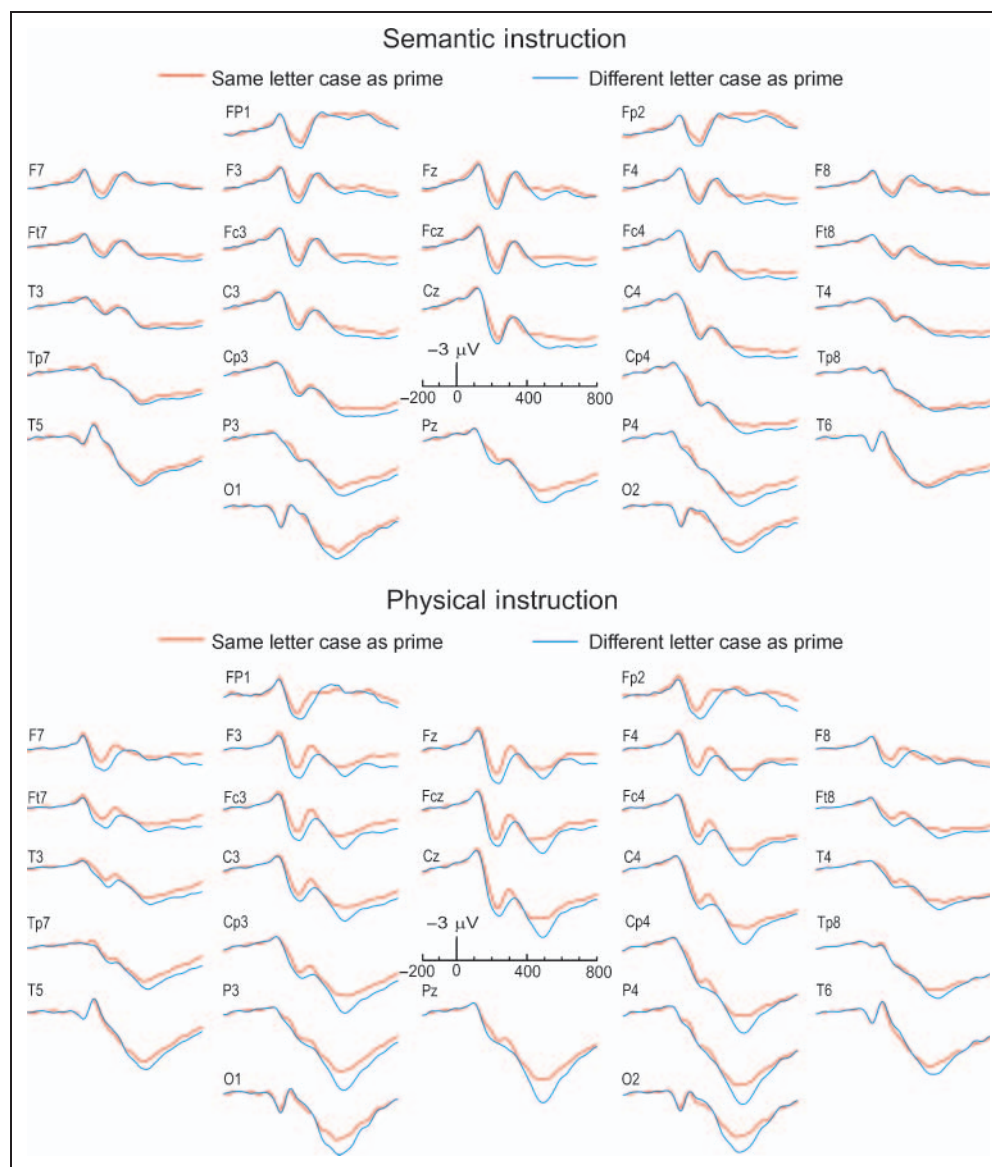 Semantic instruction
Same letter case as prime Different letter case as prime
FP1 Fp2
F7 F3 Fz F4 F8
Ft7 Fc3 Fcz Fc4 Ft8
T3 C3 Cz C4 T4
Tp7 Cp3 −3 μV Cp4 Tp8
−200 0 400 800
T5 P3 Pz P4 T6
O1 O2
Physical instruction
Same letter case as prime Different letter case as prime
FP1 Fp2
F7 F3 Fz F4 F8
Ft7 Fc3 Fcz Fc4 Ft8
T3 C3 Cz C4 T4
Tp7 Cp3 −3 μV Cp4 Tp8
−200 0 400 800
T5 P3 Pz P4 T6
O1 O2